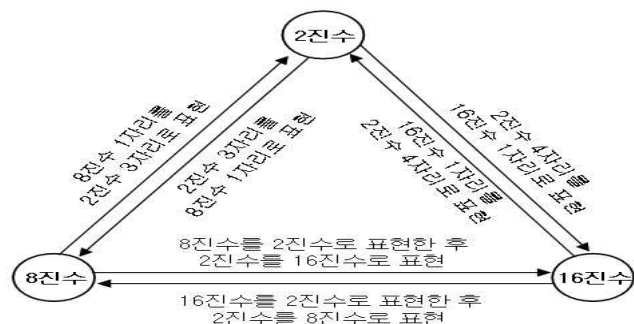 2진수
8진수 1자리를
2진수 3자리로 표현
2진수 3자리를
8진수 1자리로 표현
16진수 1자리를
2진수 4자리로 표현
2진수 4자리를
16진수 1자리로 표현
8진수를 2진수로 표현한 후
2진수를 16진수로 표현
8진수
16진수
16진수를 2진수로 표현한 후
2진수를 8진수로 표현